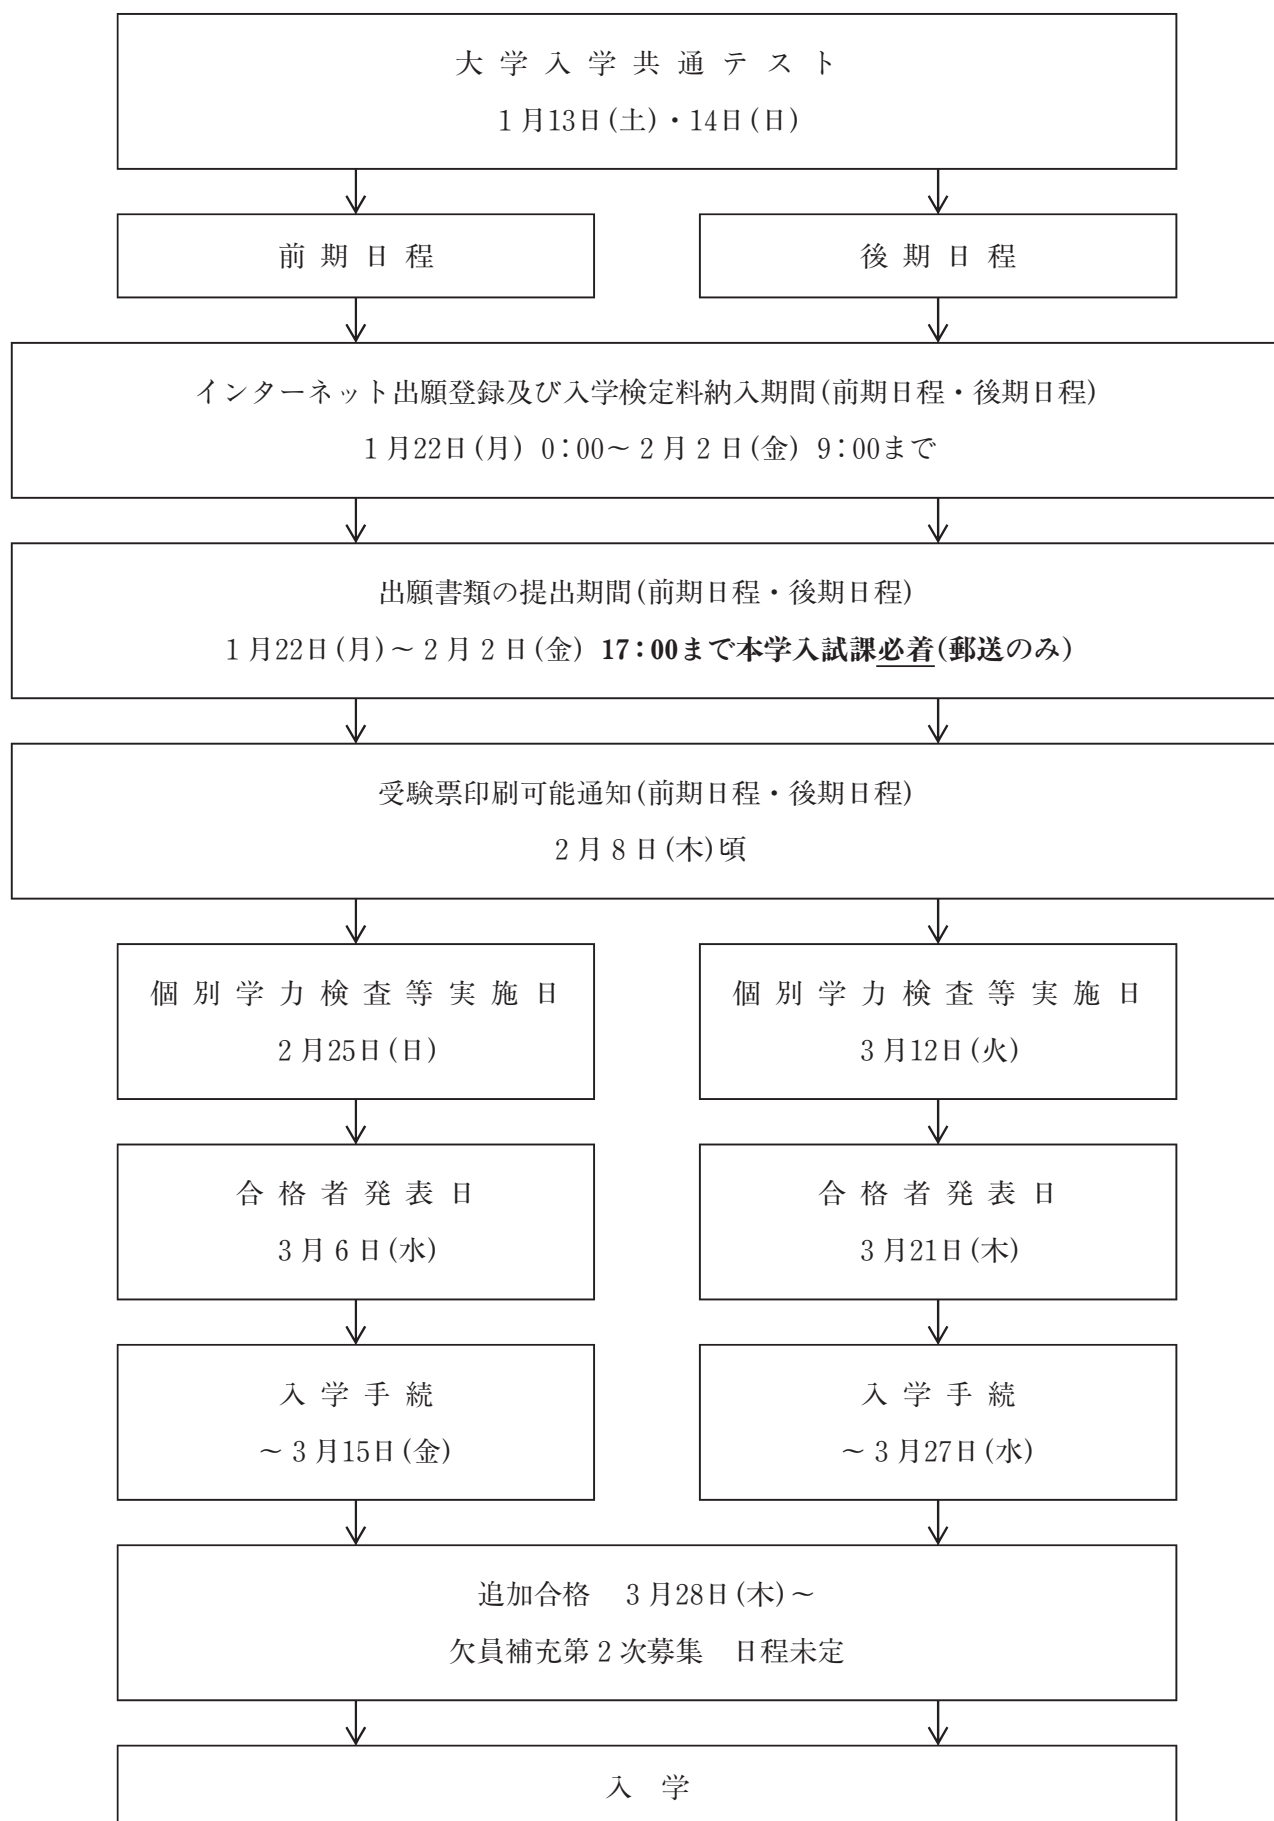 大学入学共通テスト
1月13日(土)・14日(日)
前期日程
後期日程
インターネット出願登録及び入学検定料納入期間(前期日程・後期日程)
1月22日(月) 0：00～2月2日(金) 9：00まで
出願書類の提出期間(前期日程・後期日程)
1月22日(月)～2月2日(金) 17：00まで本学入試課必着(郵送のみ)
受験票印刷可能通知(前期日程・後期日程)
2月8日(木)頃
個別学力検査等実施日
2月25日(日)
個別学力検査等実施日
3月12日(火)
合格者発表日
3月6日(水)
合格者発表日
3月21日(木)
入学手続
～3月15日(金)
入学手続
～3月27日(水)
追加合格　3月28日(木)～
欠員補充第2次募集　日程未定
入　学